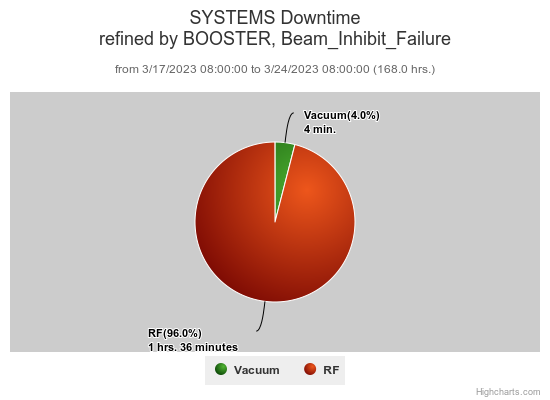 SYSTEMS Downtime
refined by BOOSTER, Beam_Inhibit_Failure
from 3/17/2023 08:00:00 to 3/24/2023 08:00:00 (168.0 hrs.)
Vacuum(4.0%)
4 min.
RF(96.0%)
1 hrs. 36 minutes
Vacuum RF
Highcharts.com